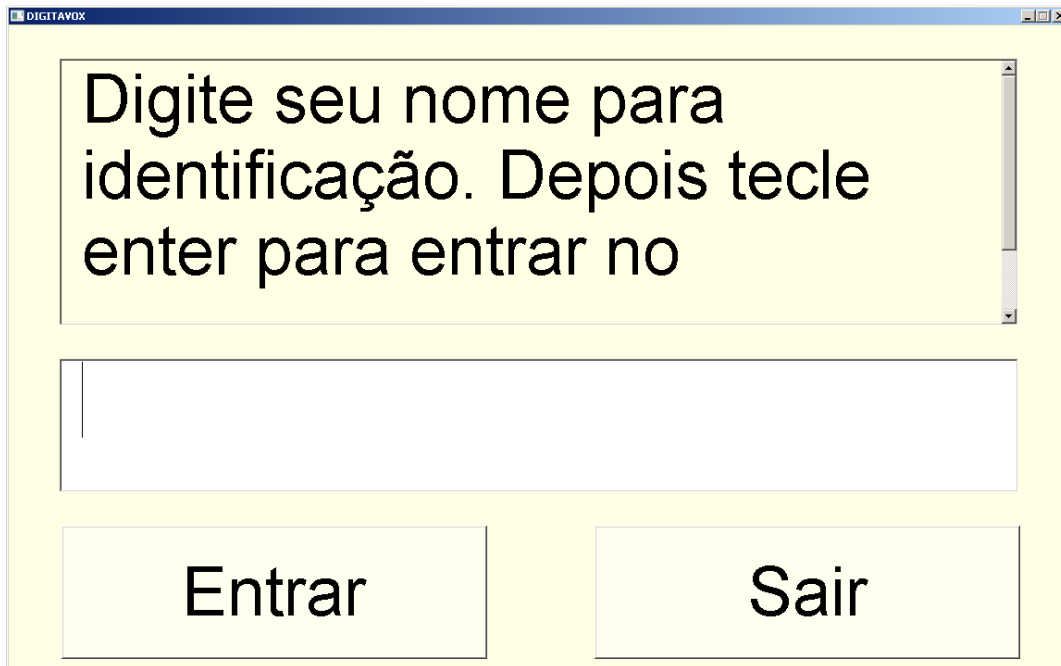 DIGITAVOX
Digite seu nome para
identificação. Depois tecle
enter para entrar no
Entrar
Sair